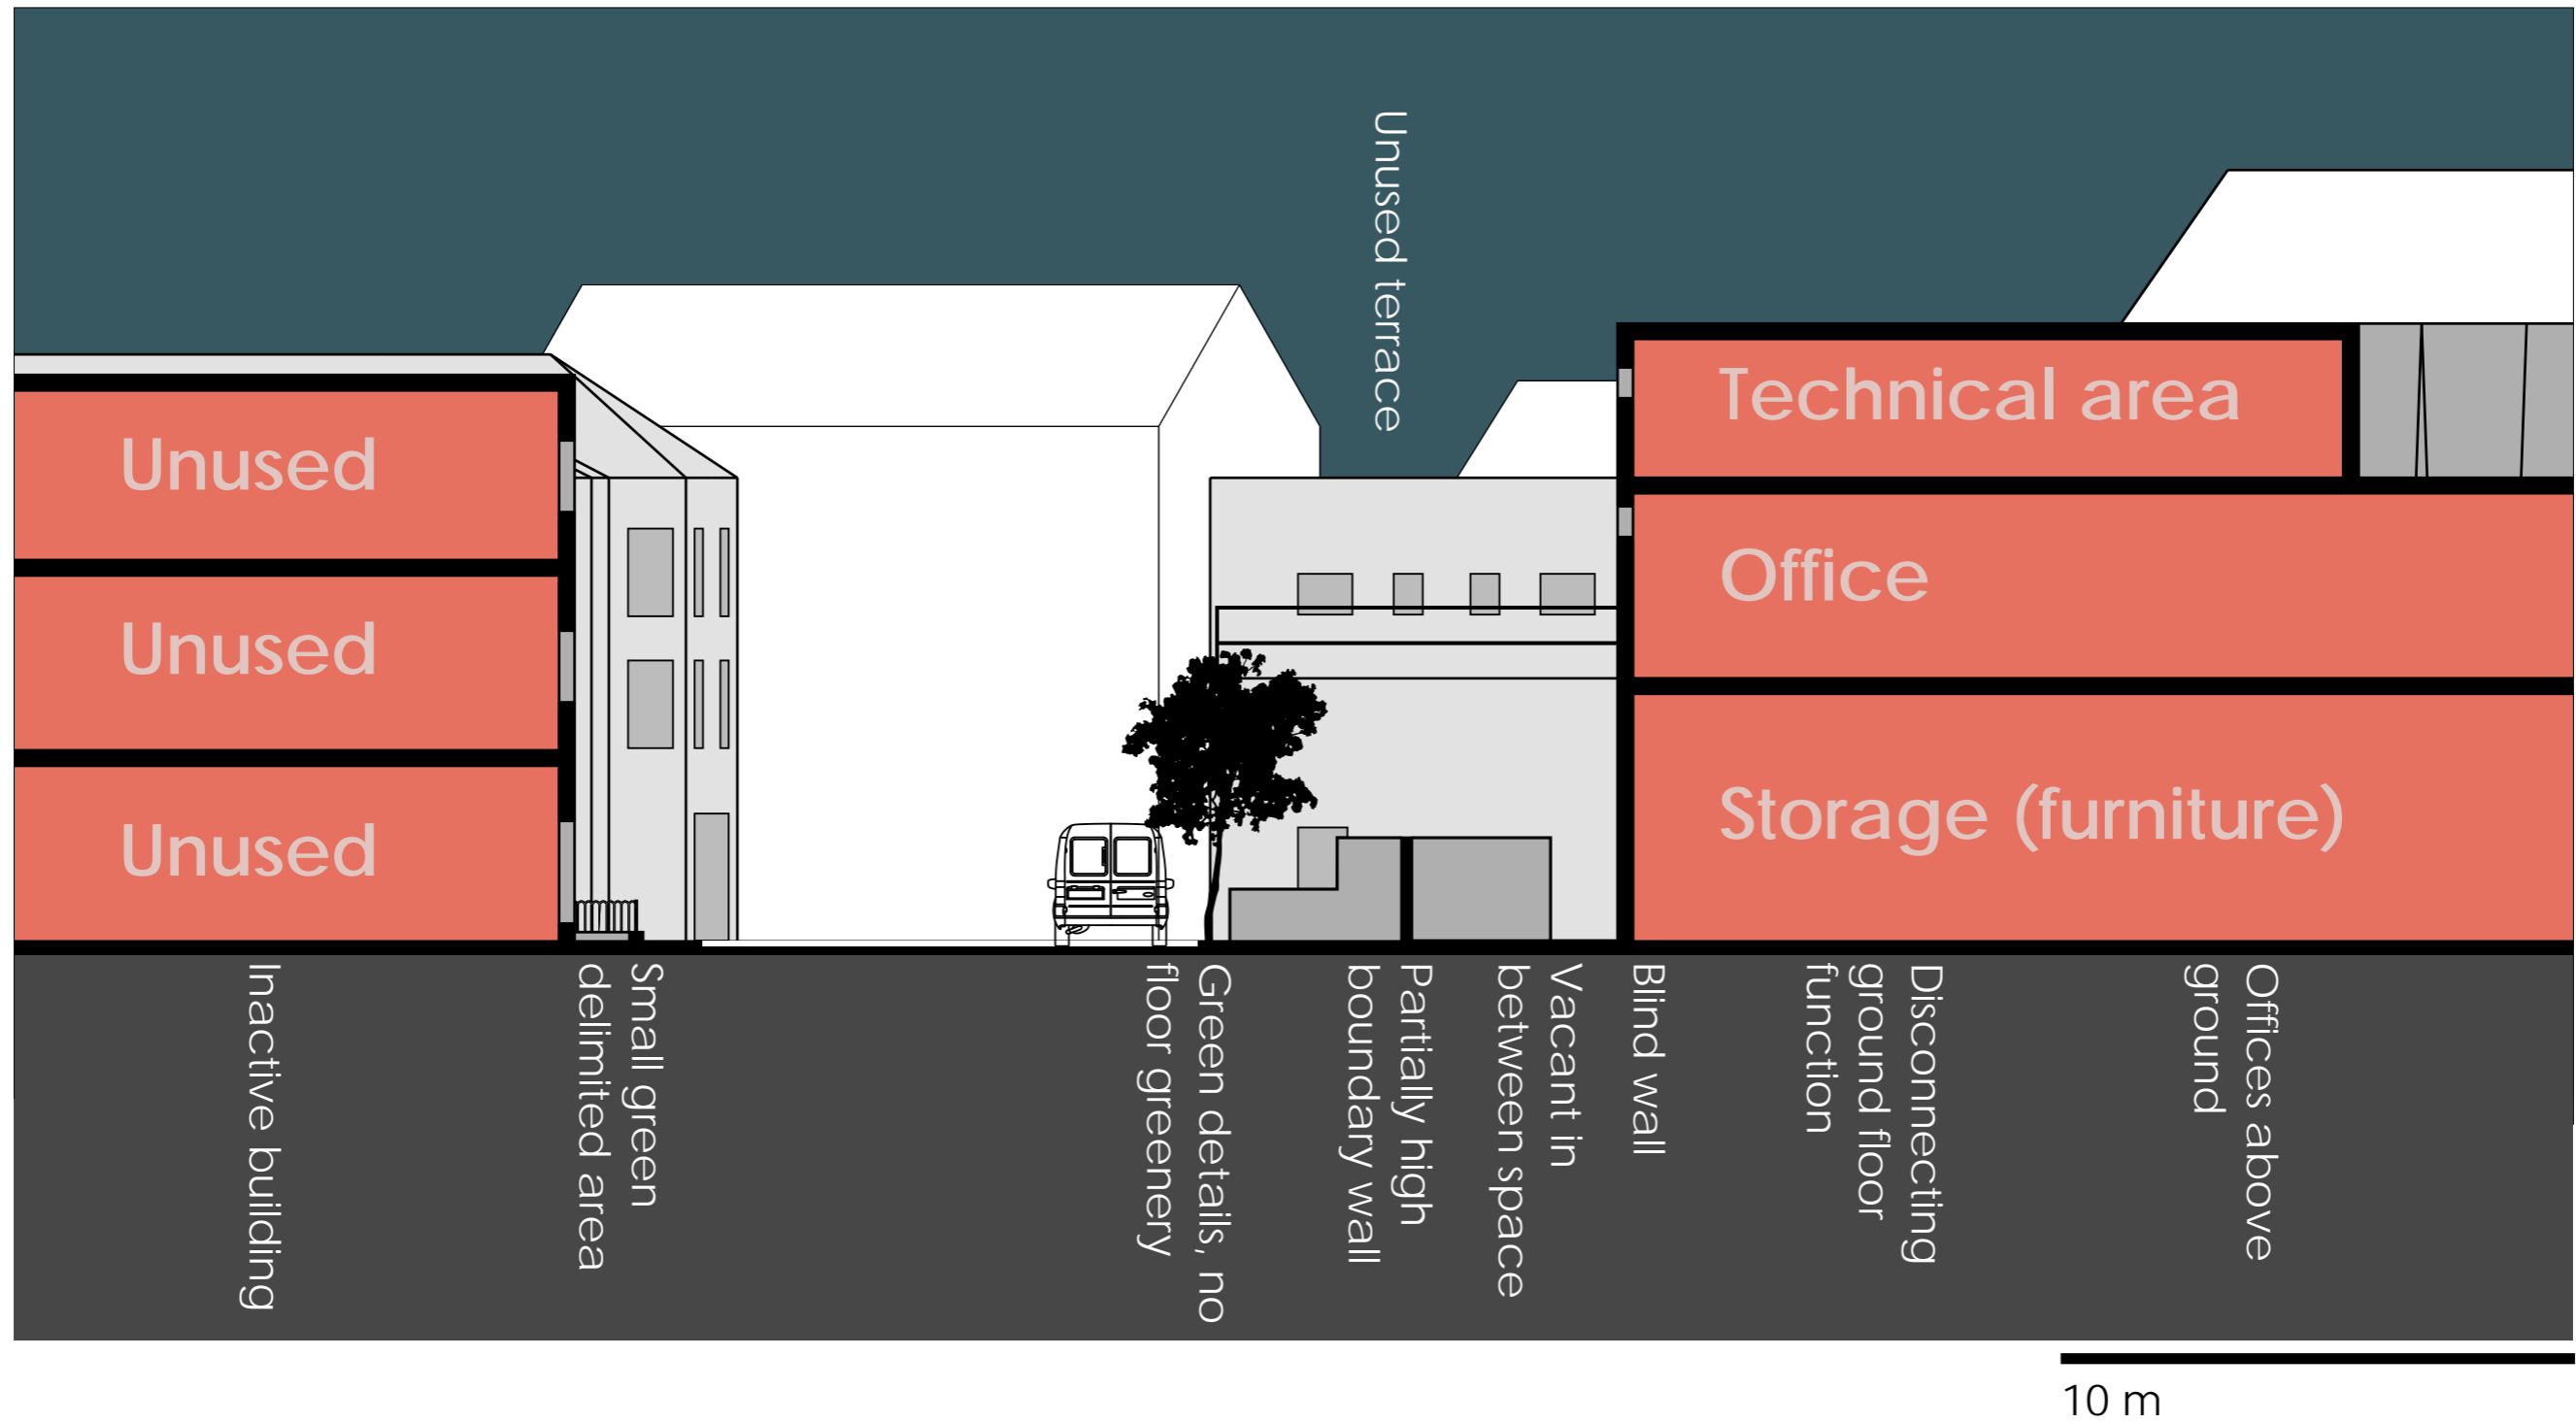 Unused terrace
Technical area
Office
Storage (furniture)
Unused
Unused
Unused
Inactive building
Small green
delimited area
Green details, no
floor greenery
Partially high
boundary wall
Vacant in
between space
Blind wall
Disconnecting
ground floor
function
Offices above
ground
10 m